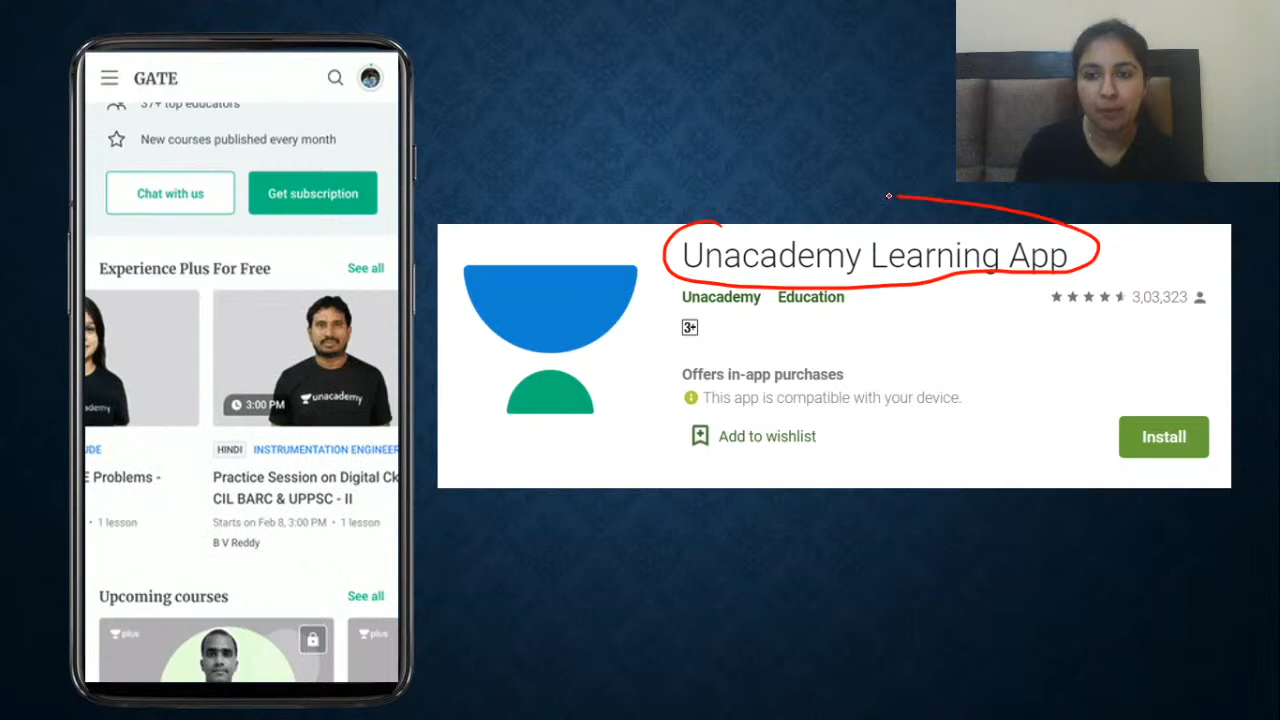 GATE
37+ top educators
New courses published every month
Chat with us
Get subscription
Experience Plus For Free
See all
unacademy
3:00 PM
HINDI INSTRUMENTATION ENGINEER
E Problems -
Practice Session on Digital Ck
CIL BARC & UPPSC - II
• 1 lesson
Starts on Feb 8, 3:00 PM • 1 lesson
B V Reddy
Upcoming courses
See all
plus
plus
Unacademy Learning App
Unacademy Education
3,03,323
3+
Offers in-app purchases
This app is compatible with your device.
Add to wishlist
Install